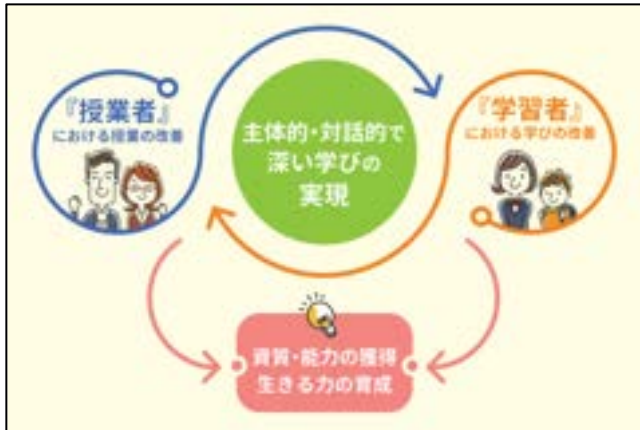 『授業者』
における授業の改善
主体的・対話的で
深い学びの
実現
『学習者』
における学びの改善
資質・能力の獲得
生きる力の育成